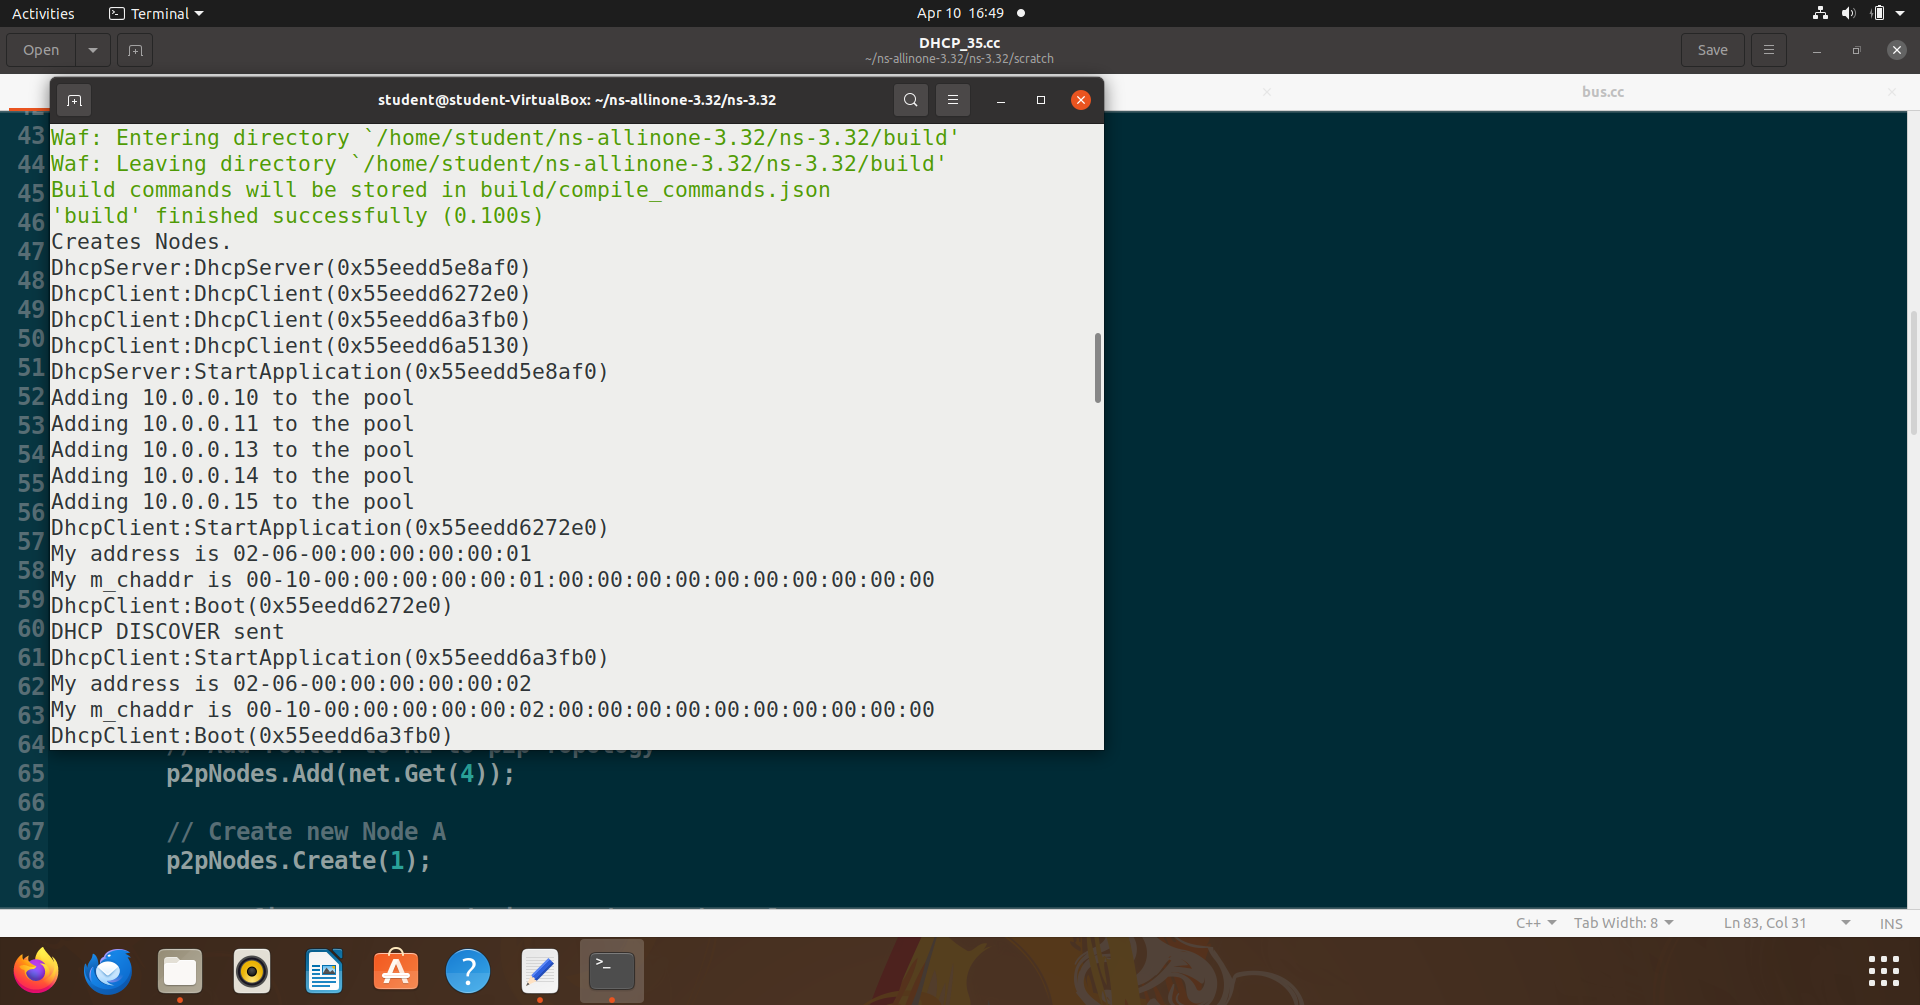 Activities Terminal Apr 10 16:49
Open DHCP_35.cc Save
~/ns-allinone-3.32/ns-3.32/scratch
student@student-VirtualBox: ~/ns-allinone-3.32/ns-3.32
bus.cc
43 Waf: Entering directory `/home/student/ns-allinone-3.32/ns-3.32/build'
44 Waf: Leaving directory `/home/student/ns-allinone-3.32/ns-3.32/build'
45 Build commands will be stored in build/compile_commands.json
46 'build' finished successfully (0.100s)
47 Creates Nodes.
48 DhcpServer:DhcpServer(0x55eedd5e8af0)
49 DhcpClient:DhcpClient(0x55eedd6272e0)
DhcpClient:DhcpClient(0x55eedd6a3fb0)
50 DhcpClient:DhcpClient(0x55eedd6a5130)
51 DhcpServer:StartApplication(0x55eedd5e8af0)
52 Adding 10.0.0.10 to the pool
53 Adding 10.0.0.11 to the pool
54 Adding 10.0.0.13 to the pool
55 Adding 10.0.0.14 to the pool
56 Adding 10.0.0.15 to the pool
57 DhcpClient:StartApplication(0x55eedd6272e0)
My address is 02-06-00:00:00:00:00:01
58 My m_chaddr is 00-10-00:00:00:00:00:01:00:00:00:00:00:00:00:00:00:00
59 DhcpClient:Boot(0x55eedd6272e0)
60 DHCP DISCOVER sent
61 DhcpClient:StartApplication(0x55eedd6a3fb0)
62 My address is 02-06-00:00:00:00:00:02
63 My m_chaddr is 00-10-00:00:00:00:00:02:00:00:00:00:00:00:00:00:00:00
DhcpClient:Boot(0x55eedd6a3fb0)
64
65 p2pNodes.Add(net.Get(4));
66
67 // Create new Node A
68 p2pNodes.Create(1);
69
C++ Tab Width: 8 Ln 83, Col 31 INS